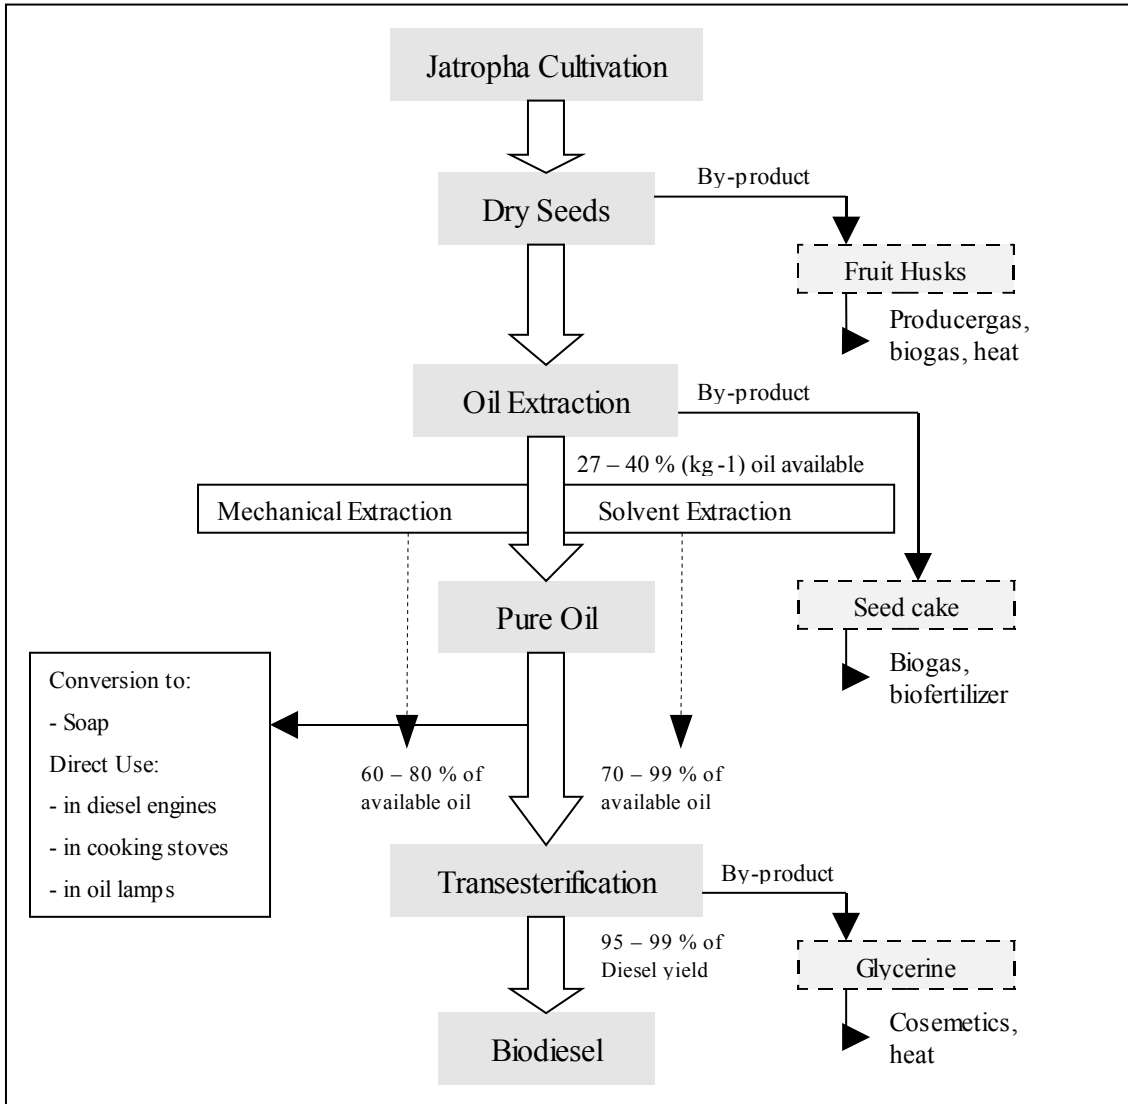 Jatropha Cultivation
By-product
Dry Seeds
Fruit Husks
Producergas,
biogas, heat
Oil Extraction
By-product
27 – 40 % (kg -1) oil available
Mechanical Extraction
Solvent Extraction
Pure Oil
Seed cake
Biogas,
biofertilizer
Conversion to:
- Soap
Direct Use:
- in diesel engines
- in cooking stoves
- in oil lamps
60 – 80 % of
available oil
70 – 99 % of
available oil
Transesterification
By-product
95 – 99 % of
Diesel yield
Glycerine
Cosemetics,
heat
Biodiesel